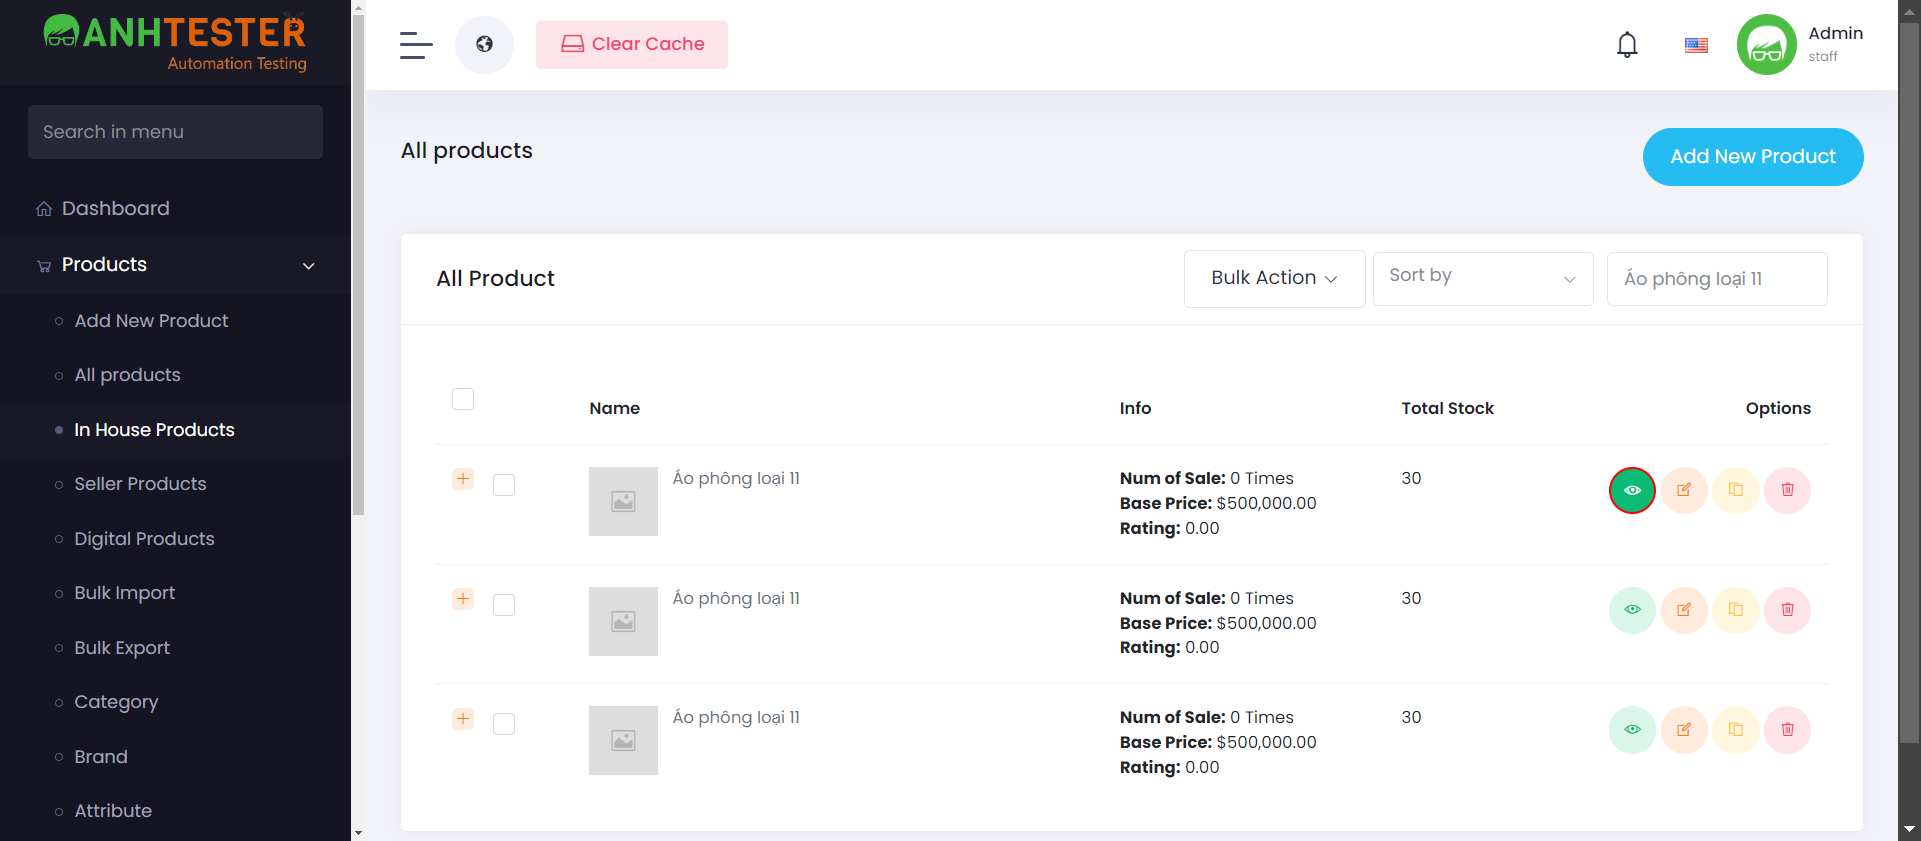 ANHTESTER
Automation Testing
Search in menu
Dashboard
Products
Add New Product
All products
In House Products
Seller Products
Digital Products
Bulk Import
Bulk Export
Category
Brand
Attribute
Clear Cache
Admin
staff
All products
Add New Product
All Product
Bulk Action
Sort by
Áo phông loại 11
Name
Info
Total Stock
Options
Áo phông loại 11
Num of Sale: 0 Times
Base Price: $500,000.00
Rating: 0.00
30
Áo phông loại 11
Num of Sale: 0 Times
Base Price: $500,000.00
Rating: 0.00
30
Áo phông loại 11
Num of Sale: 0 Times
Base Price: $500,000.00
Rating: 0.00
30